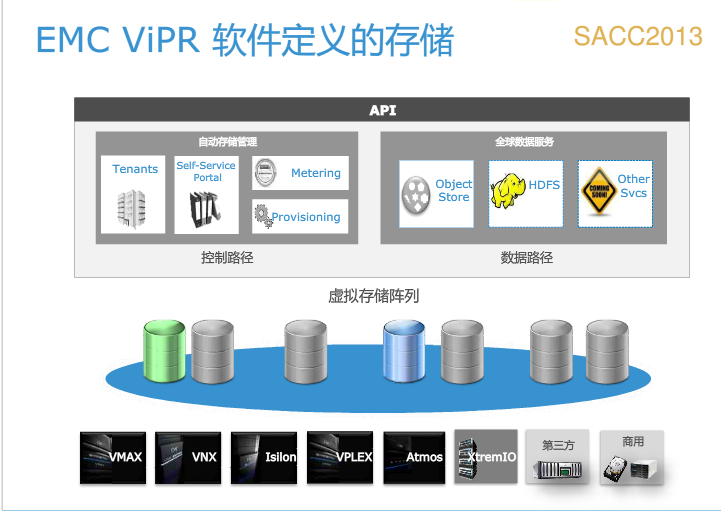 EMC ViPR 软件定义的存储
SACC2013
API
自动存储管理
全球数据服务
Tenants
Self-Service
Portal
Metering
Provisioning
Object
Store
HDFS
COMING
SOON!
Other
Svcs
控制路径
数据路径
虚拟存储阵列
VMAX
VNX
Isilon
VPLEX
Atmos
XtremIO
第三方
商用